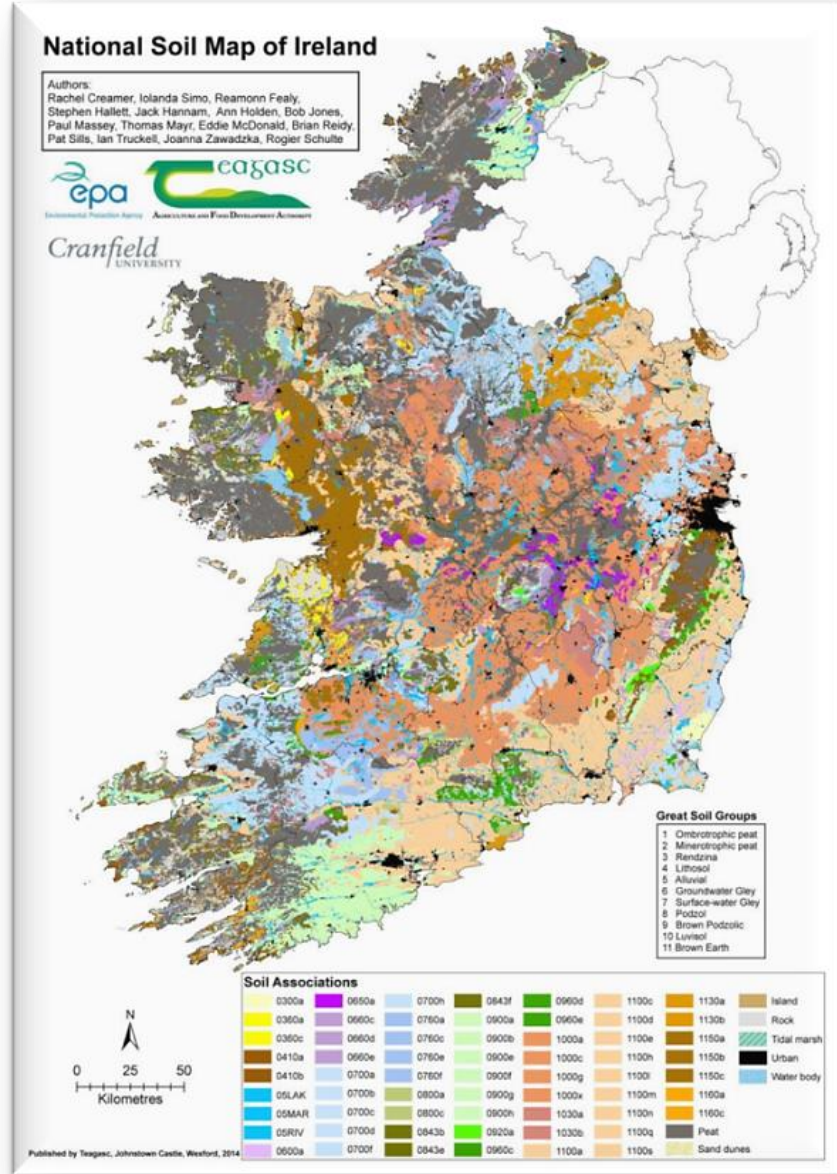 National Soil Map of Ireland
Authors:
Rachel Creamer, Iolanda Simo, Reamonn Fealy,
Stephen Hallett, Jack Hannam, Ann Holden, Bob Jones,
Paul Massey, Thomas Mayr, Eddie McDonald, Brian Reidy,
Pat Sills, Ian Truckell, Joanna Zawadzka, Rogier Schulte
epa
Environmental Protection Agency
eagasc
AGRICULTURE AND FOOD DEVELOPMENT AUTHORITY
Cranfield
UNIVERSITY
Great Soil Groups
1 Ombrotrophic peat
2 Minerotrophic peat
3 Rendzina
4 Lithosol
5 Alluvial
6 Groundwater Gley
7 Surface-water Gley
8 Podzol
9 Brown Podzolic
10 Luvisol
11 Brown Earth
Soil Associations
0300a 0650a 0700h 0843f 0960d 1100c 1130a Island
0360a 0660c 0760a 0900a 0960e 1100d 1130b Rock
0360c 0660d 0760c 0900b 1000a 1100e 1150a Tidal marsh
0410a 0660e 0760e 0900e 1000c 1100h 1150b Urban
0410b 0700a 0760f 0900f 1000g 1100l 1150c Water body
05LAK 0700b 0800a 0900g 1000x 1100m 1160a
05MAR 0700c 0800c 0900h 1030a 1100n 1160c
05RIV 0700d 0843b 0920a 1030b 1100q Peat
0600a 0700f 0843e 0960c 1100a 1100s Sand dunes
N
0 25 50
Kilometres
Published by Teagasc, Johnstown Castle, Wexford, 2014